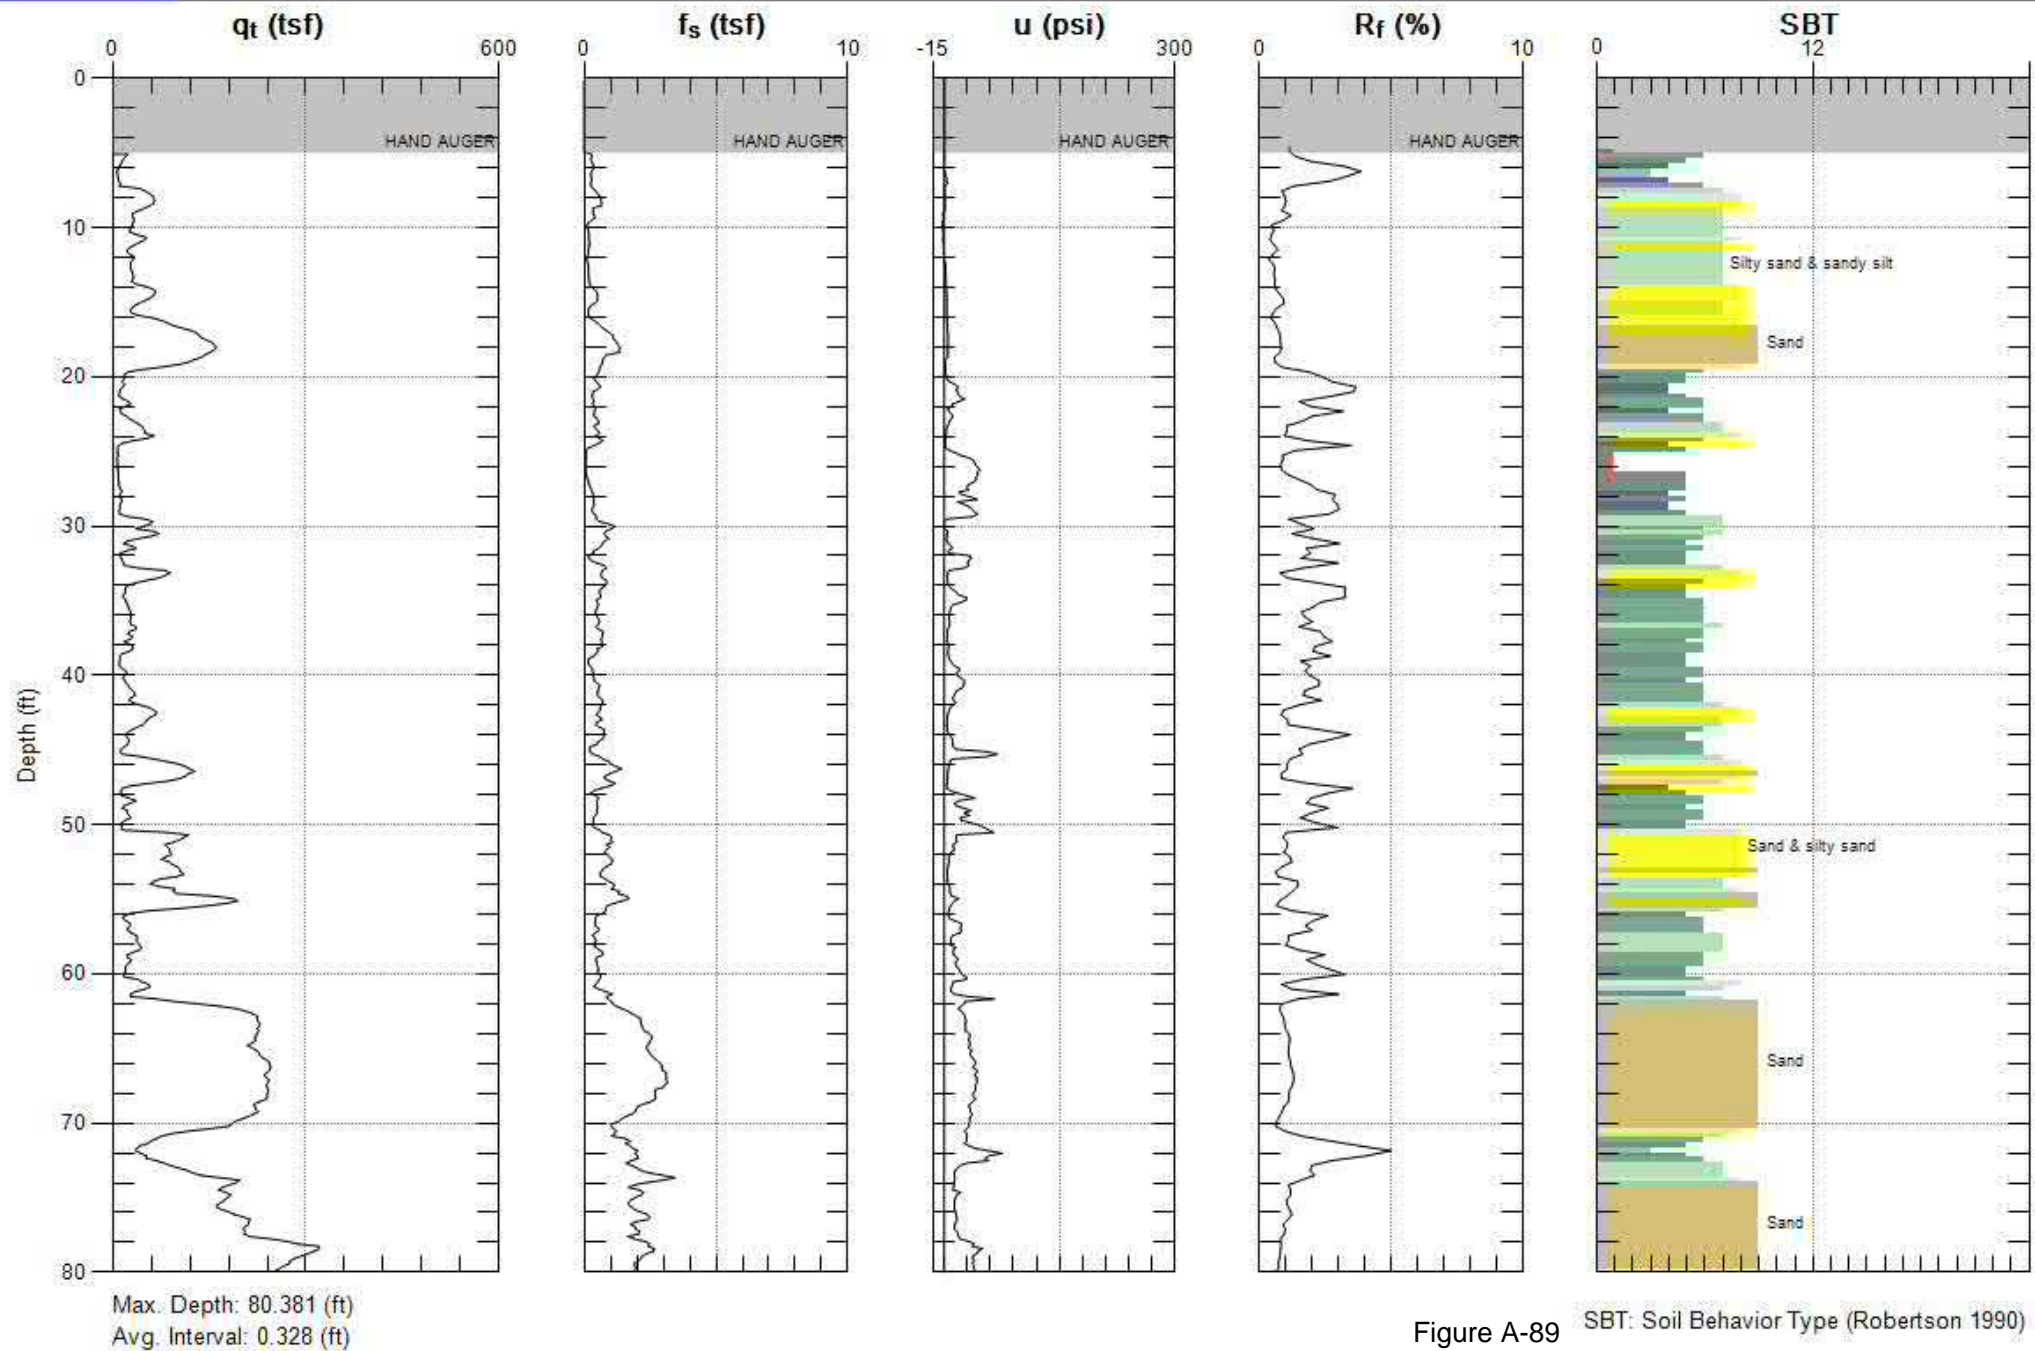 qt (tsf) fs (tsf) u (psi) Rf (%) SBT
0 600 0 10 -15 300 0 10 0 12
0
HAND AUGER HAND AUGER HAND AUGER HAND AUGER
10
Silty sand & sandy silt
Sand
20
30
40
Depth (ft)
50
Sand & silty sand
60
Sand
70
Sand
80
Max. Depth: 80.381 (ft)
Avg. Interval: 0.328 (ft)
Figure A-89
SBT: Soil Behavior Type (Robertson 1990)